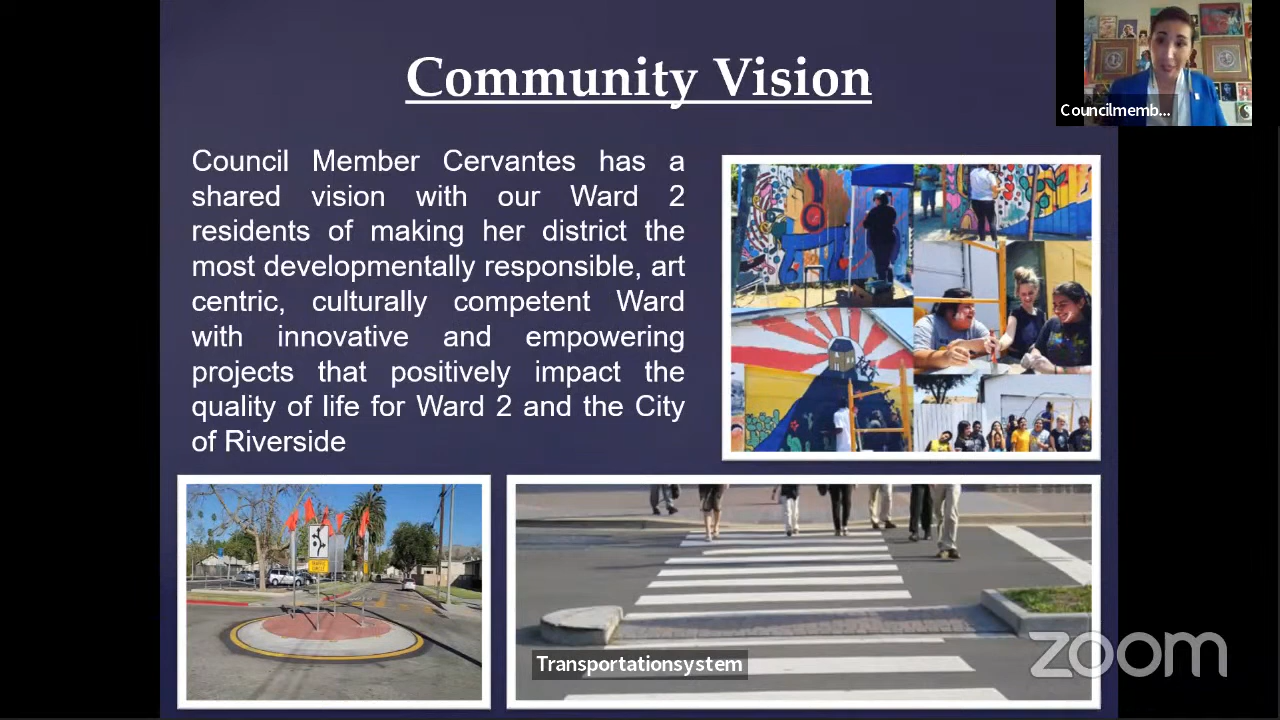 Community Vision
Councilmemb...
Council Member Cervantes has a
shared vision with our Ward 2
residents of making her district the
most developmentally responsible, art
centric, culturally competent Ward
with innovative and empowering
projects that positively impact the
quality of life for Ward 2 and the City
of Riverside
Transportationsystem
zoom